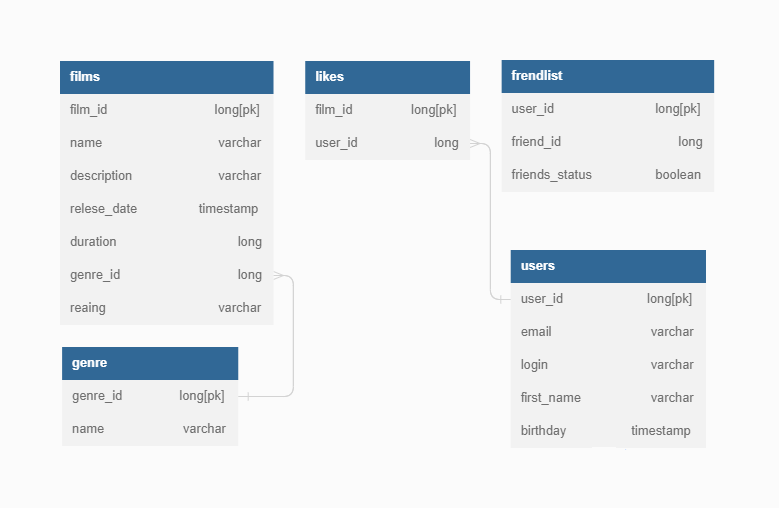 films
film_id long[pk]
name varchar
description varchar
relese_date timestamp
duration long
genre_id long
reaing varchar
genre
genre_id long[pk]
name varchar
likes
film_id long[pk]
user_id long
frendlist
user_id long[pk]
friend_id long
friends_status boolean
users
user_id long[pk]
email varchar
login varchar
first_name varchar
birthday timestamp